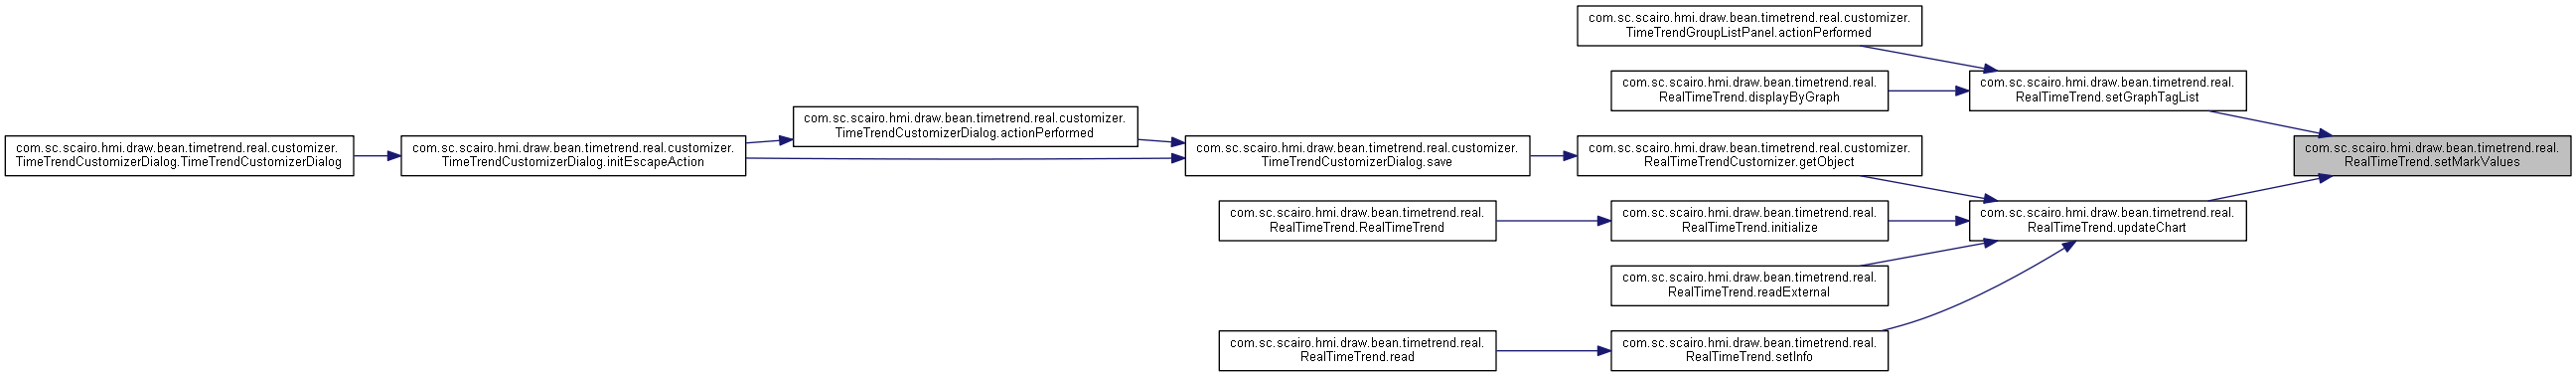 com.sc.scairo.hmi.draw.bean.timetrend.real.customizer.
TimeTrendGroupListPanel.actionPerformed
com.sc.scairo.hmi.draw.bean.timetrend.real.
RealTimeTrend.displayByGraph
com.sc.scairo.hmi.draw.bean.timetrend.real.
RealTimeTrend.setGraphTagList
com.sc.scairo.hmi.draw.bean.timetrend.real.customizer.
TimeTrendCustomizerDialog.actionPerformed
com.sc.scairo.hmi.draw.bean.timetrend.real.customizer.
TimeTrendCustomizerDialog.TimeTrendCustomizerDialog
com.sc.scairo.hmi.draw.bean.timetrend.real.customizer.
TimeTrendCustomizerDialog.initEscapeAction
com.sc.scairo.hmi.draw.bean.timetrend.real.customizer.
TimeTrendCustomizerDialog.save
com.sc.scairo.hmi.draw.bean.timetrend.real.customizer.
RealTimeTrendCustomizer.getObject
com.sc.scairo.hmi.draw.bean.timetrend.real.
RealTimeTrend.setMarkValues
com.sc.scairo.hmi.draw.bean.timetrend.real.
RealTimeTrend.RealTimeTrend
com.sc.scairo.hmi.draw.bean.timetrend.real.
RealTimeTrend.initialize
com.sc.scairo.hmi.draw.bean.timetrend.real.
RealTimeTrend.updateChart
com.sc.scairo.hmi.draw.bean.timetrend.real.
RealTimeTrend.readExternal
com.sc.scairo.hmi.draw.bean.timetrend.real.
RealTimeTrend.read
com.sc.scairo.hmi.draw.bean.timetrend.real.
RealTimeTrend.setInfo